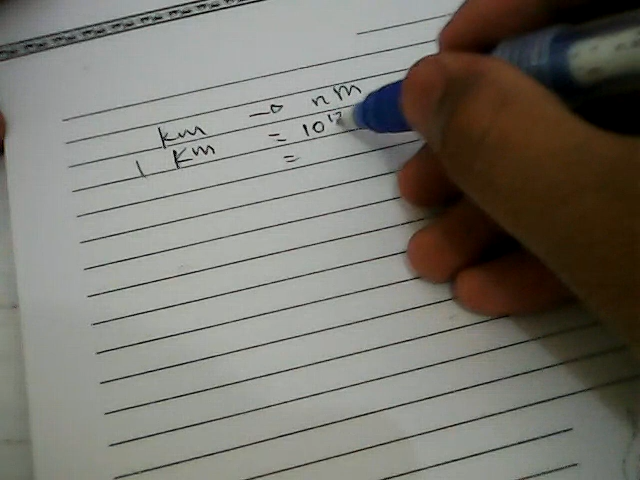 km → nm
1 km = 10¹²
=